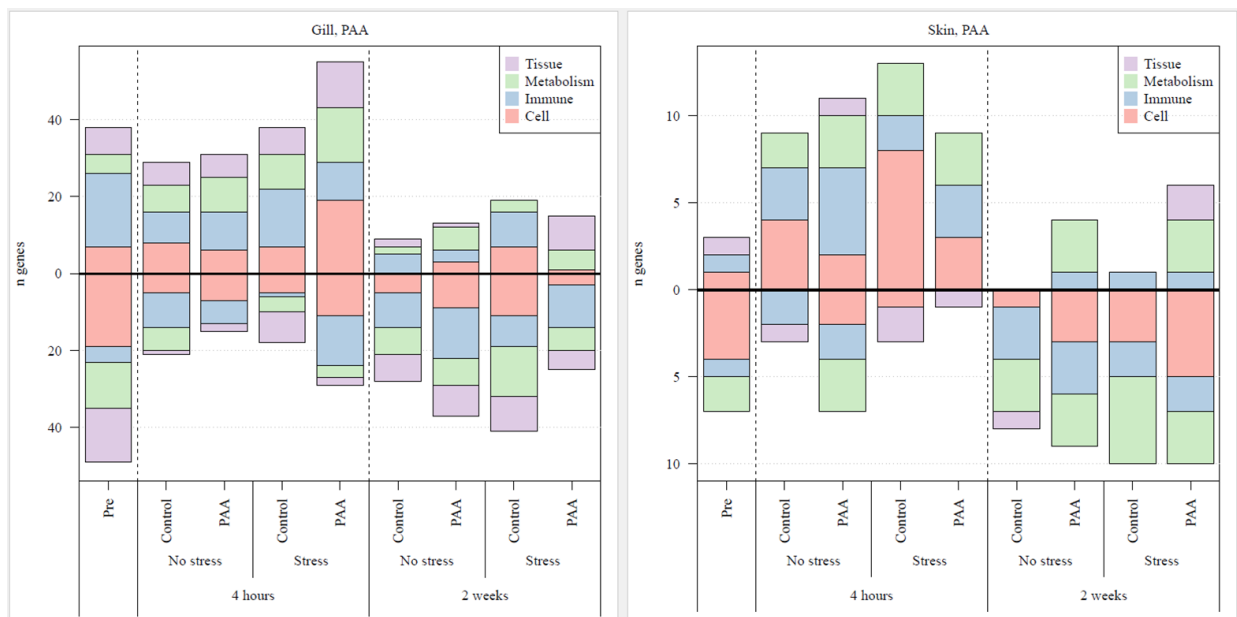 Gill, PAA
Tissue
Metabolism
Immune
Cell
n genes
40
20
0
20
40
Pre
Control
PAA
Control
PAA
Control
PAA
Control
PAA
No stress
Stress
No stress
Stress
4 hours
2 weeks
Skin, PAA
Tissue
Metabolism
Immune
Cell
n genes
10
5
0
5
10
Pre
Control
PAA
Control
PAA
Control
PAA
Control
PAA
No stress
Stress
No stress
Stress
4 hours
2 weeks